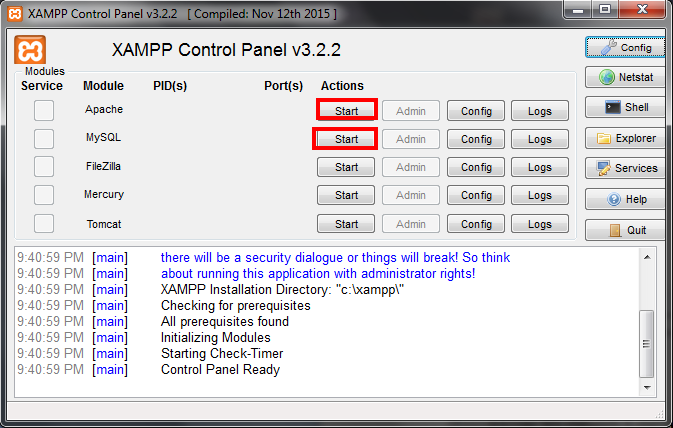 XAMPP Control Panel v3.2.2 [ Compiled: Nov 12th 2015 ]
XAMPP Control Panel v3.2.2
Config
Modules
Service Module PID(s) Port(s) Actions
Netstat
Apache Start Admin Config Logs
Shell
MySQL Start Admin Config Logs
Explorer
FileZilla Start Admin Config Logs
Services
Mercury Start Admin Config Logs
Help
Tomcat Start Admin Config Logs
Quit
9:40:59 PM [main] there will be a security dialogue or things will break! So think
9:40:59 PM [main] about running this application with administrator rights!
9:40:59 PM [main] XAMPP Installation Directory: "c:\xampp\"
9:40:59 PM [main] Checking for prerequisites
9:40:59 PM [main] All prerequisites found
9:40:59 PM [main] Initializing Modules
9:40:59 PM [main] Starting Check-Timer
9:40:59 PM [main] Control Panel Ready